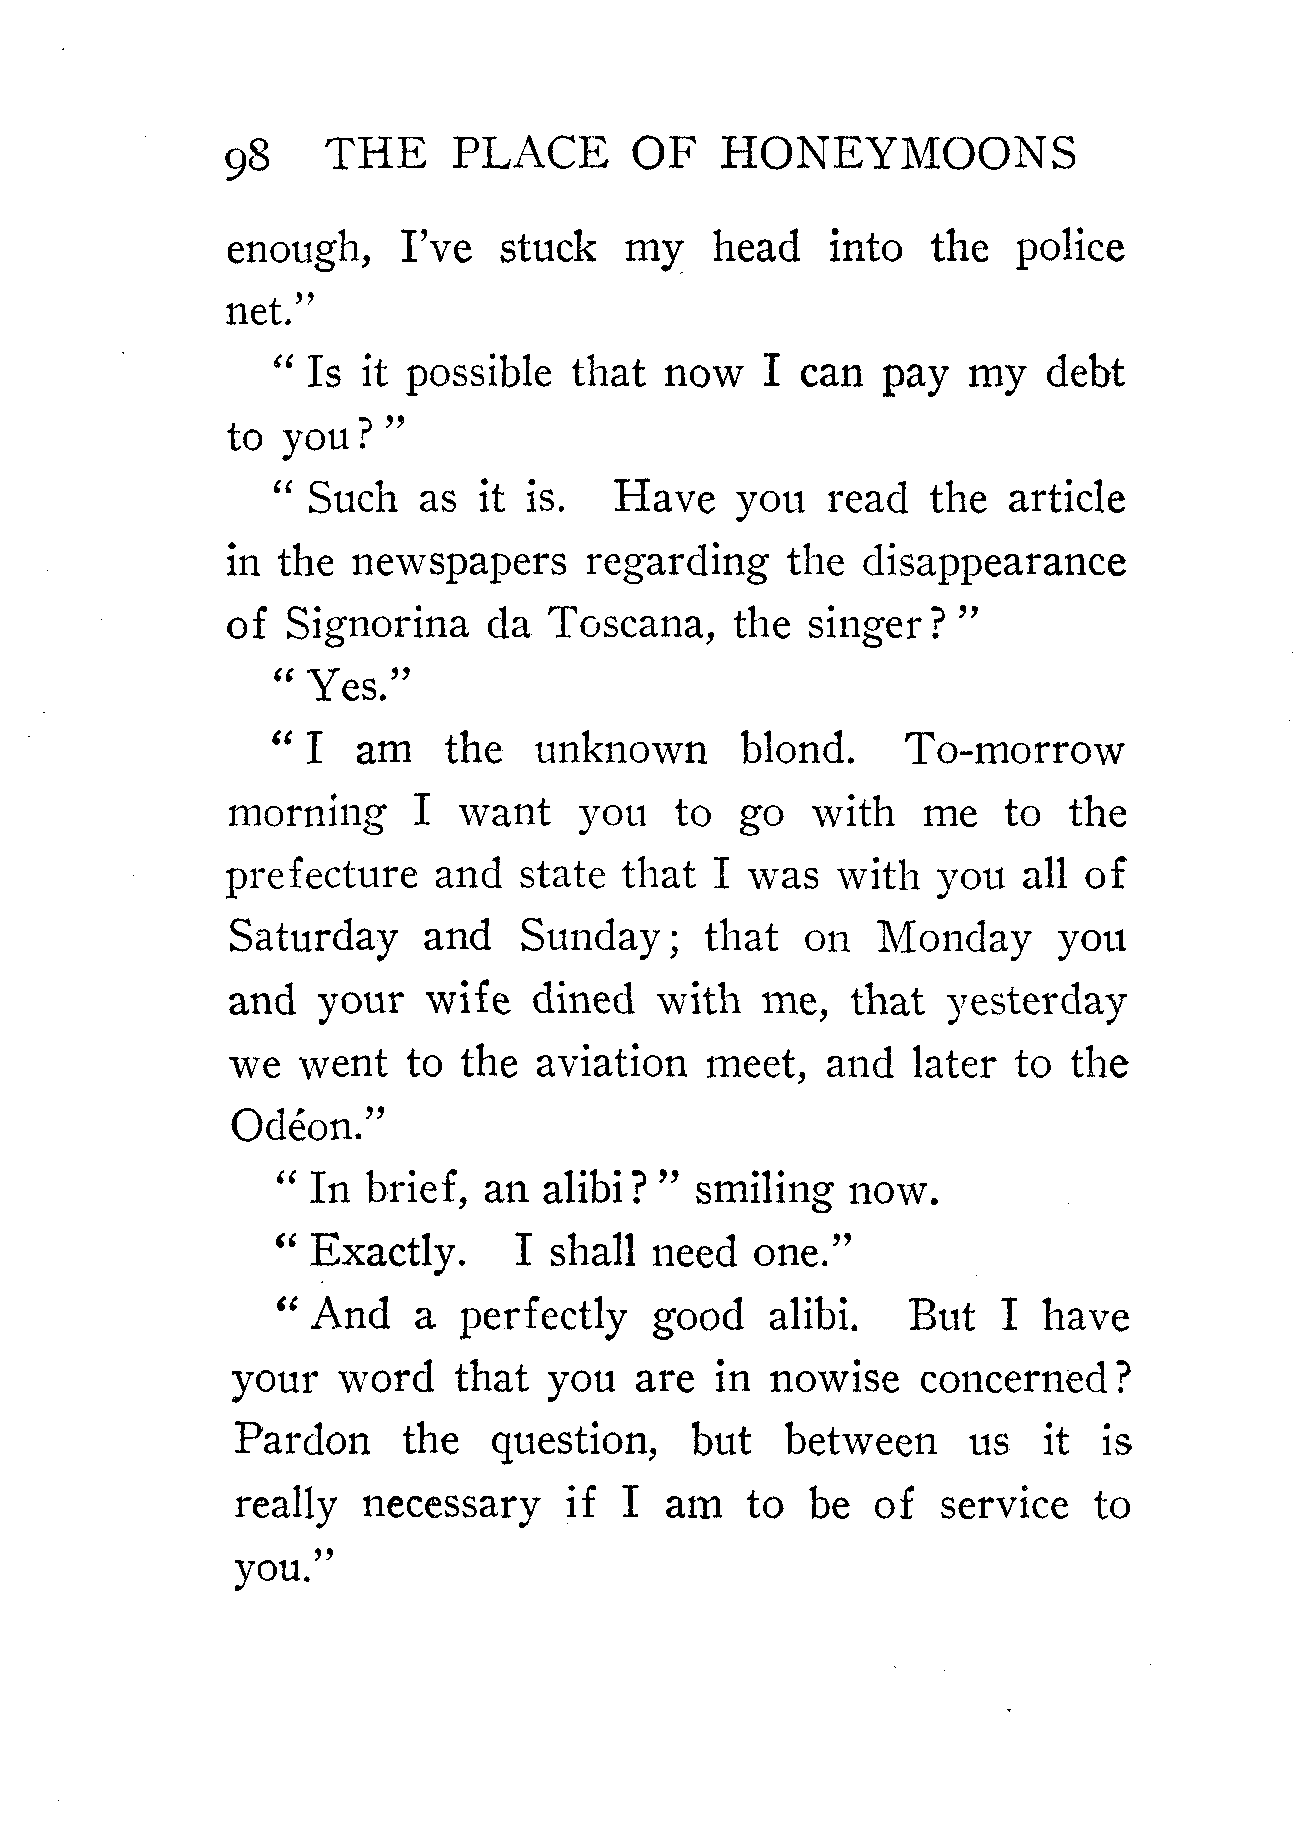 98 THE PLACE OF HONEYMOONS
enough, I've stuck my head into the police
net."
" Is it possible that now I can pay my debt
to you? "
" Such as it is. Have you read the article
in the newspapers regarding the disappearance
of Signorina da Toscana, the singer? "
" Yes."
" I am the unknown blond. To-morrow
morning I want you to go with me to the
prefecture and state that I was with you all of
Saturday and Sunday; that on Monday you
and your wife dined with me, that yesterday
we went to the aviation meet, and later to the
Odéon."
" In brief, an alibi? " smiling now.
" Exactly. I shall need one."
" And a perfectly good alibi. But I have
your word that you are in nowise concerned?
Pardon the question, but between us it is
really necessary if I am to be of service to
you."